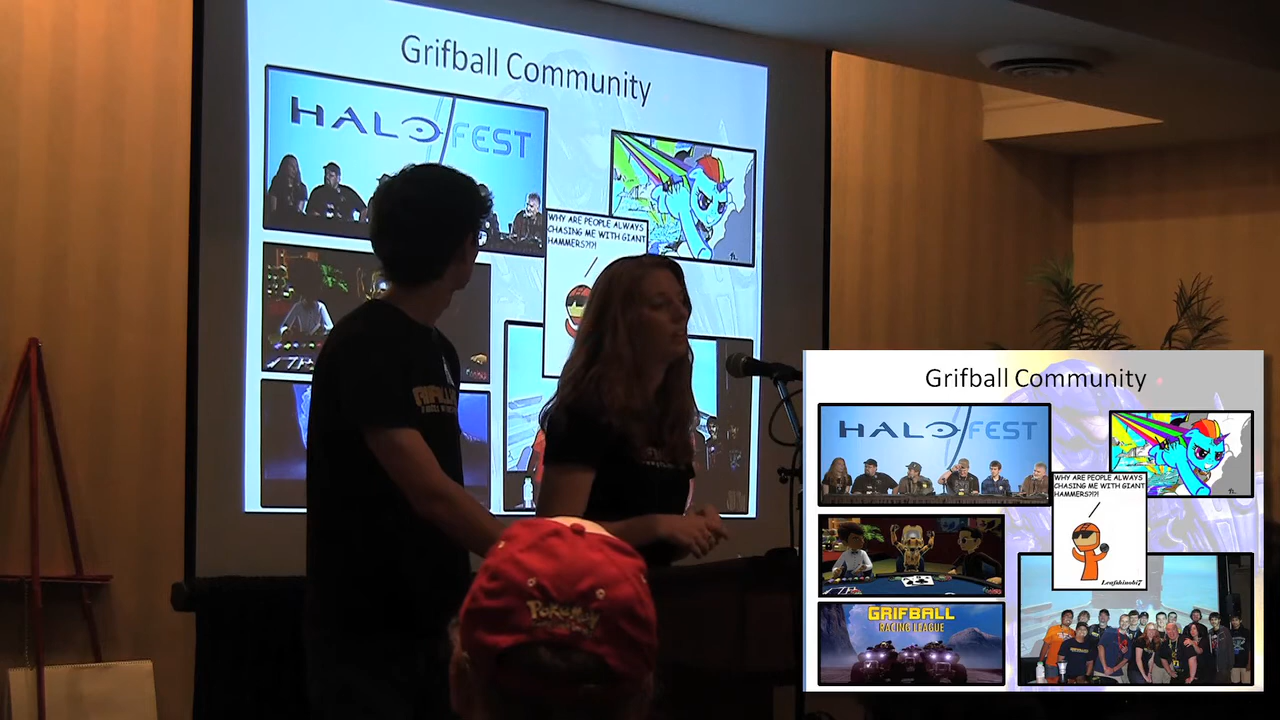 Grifball Community
HALO FEST
WHY ARE PEOPLE ALWAYS
CHASING ME WITH GIANT
HAMMERS?!?!
Pokémon
Grifball Community
HALO FEST
WHY ARE PEOPLE ALWAYS
CHASING ME WITH GIANT
HAMMERS?!?!
Leafshinobi7
GRIFBALL
RACING LEAGUE